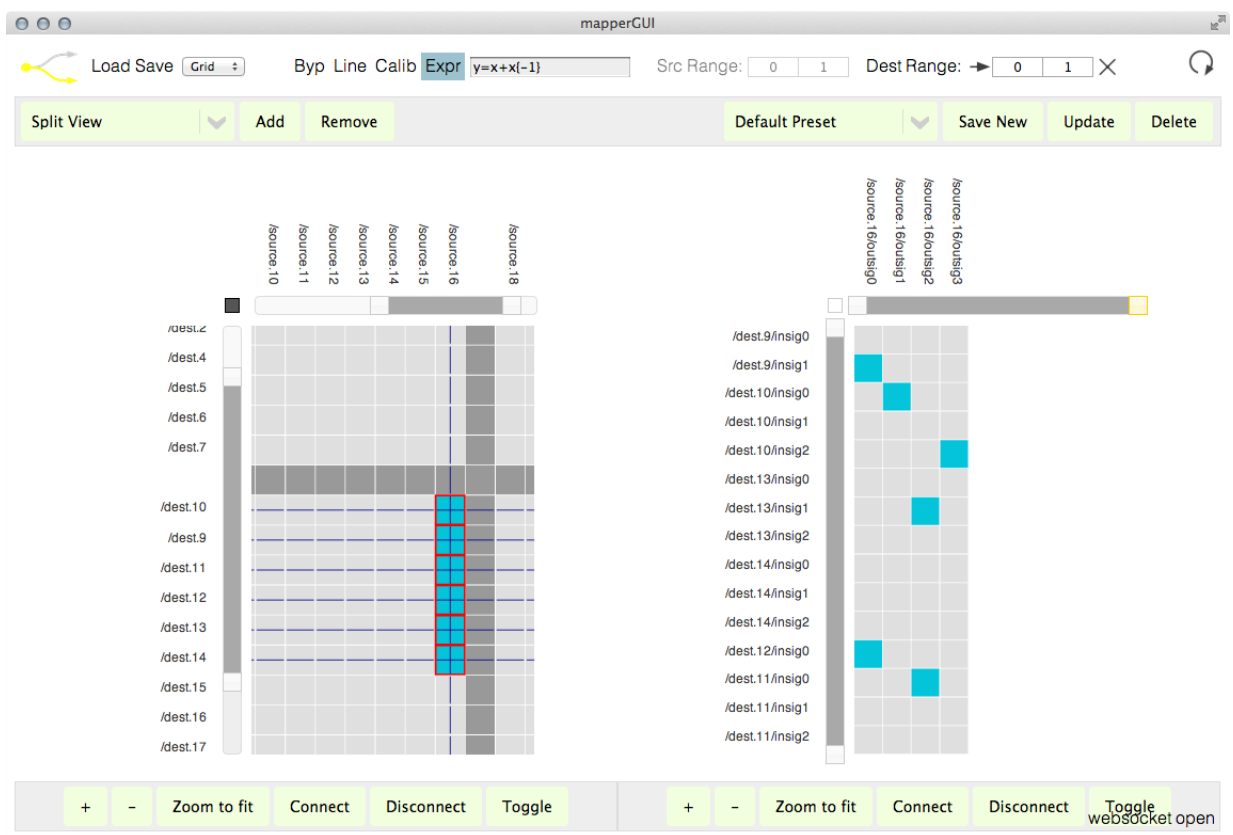 mapperGUI
Load Save Grid Byp Line Calib Expr y=x+x{-1} Src Range: 0 1 Dest Range: 0 1
Split View Add Remove Default Preset Save New Update Delete
/source.10
/source.11
/source.12
/source.13
/source.14
/source.15
/source.16
/source.18
/dest.2
/dest.4
/dest.5
/dest.6
/dest.7
/dest.10
/dest.9
/dest.11
/dest.12
/dest.13
/dest.14
/dest.15
/dest.16
/dest.17
/source.16/outsig0
/source.16/outsig1
/source.16/outsig2
/source.16/outsig3
/dest.9/insig0
/dest.9/insig1
/dest.10/insig0
/dest.10/insig1
/dest.10/insig2
/dest.13/insig0
/dest.13/insig1
/dest.13/insig2
/dest.14/insig0
/dest.14/insig1
/dest.14/insig2
/dest.12/insig0
/dest.11/insig0
/dest.11/insig1
/dest.11/insig2
+ - Zoom to fit Connect Disconnect Toggle
+ - Zoom to fit Connect Disconnect Toggle
websocket open